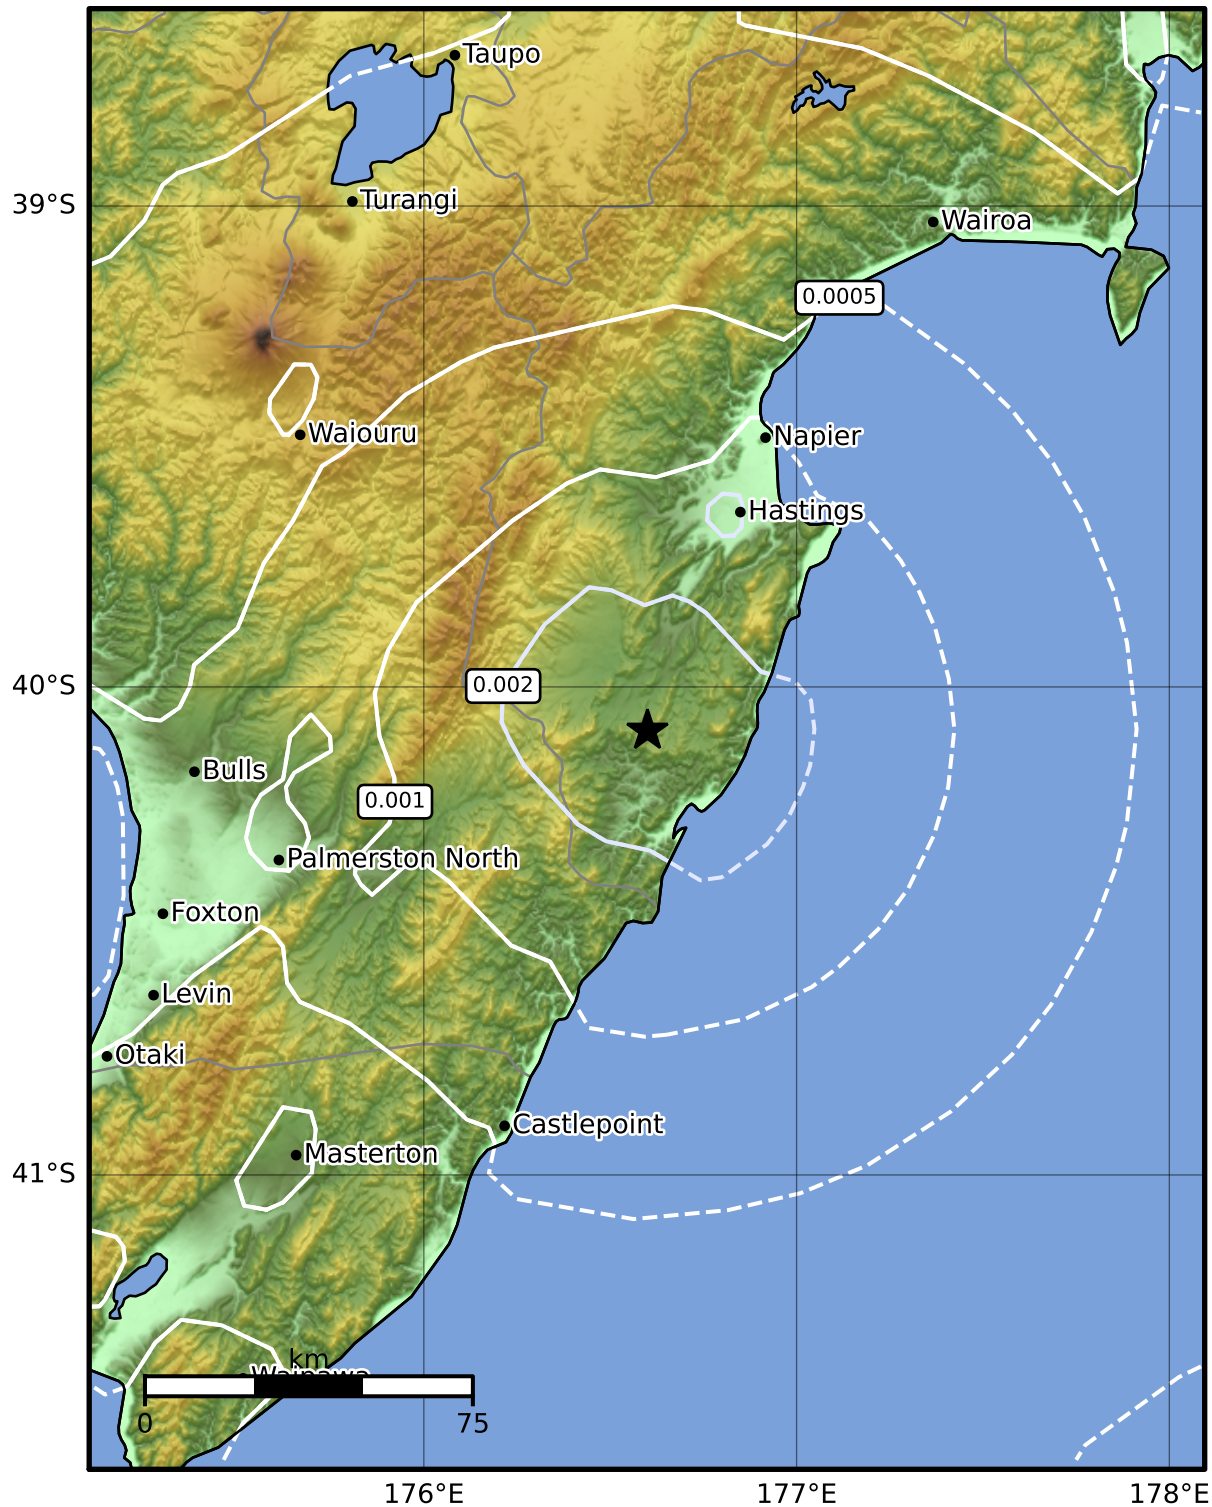 Taupo
39°S
Turangi
Wairoa
0.0005
Waiouru
Napier
Hastings
40°S
0.002
Bulls
0.001
Palmerston North
Foxton
Levin
Otaki
Castlepoint
Masterton
41°S
km
Waipawa
0
75
176°E
177°E
178°E